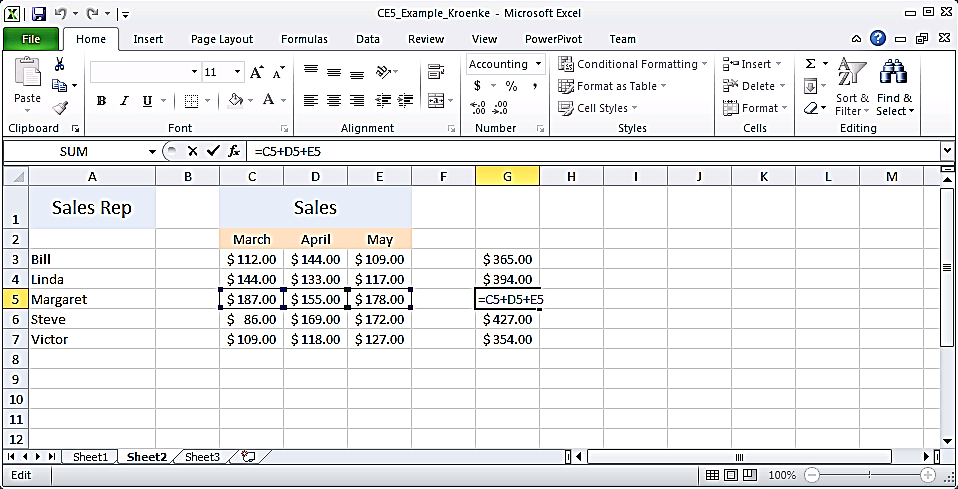 CE5_Example_Kroenke - Microsoft Excel
File Home Insert Page Layout Formulas Data Review View PowerPivot Team
Paste
11
B I U A
Accounting
$ % ,
Conditional Formatting
Format as Table
Cell Styles
Insert
Delete
Format
Σ
Sort & Filter
Find & Select
Clipboard Font Alignment Number Styles Cells Editing
SUM fx =C5+D5+E5
A B C D E F G H I J K L M
1 Sales Rep Sales
2 March April May
3 Bill $ 112.00 $ 144.00 $ 109.00 $ 365.00
4 Linda $ 144.00 $ 133.00 $ 117.00 $ 394.00
5 Margaret $ 187.00 $ 155.00 $ 178.00 =C5+D5+E5
6 Steve $ 86.00 $ 169.00 $ 172.00 $ 427.00
7 Victor $ 109.00 $ 118.00 $ 127.00 $ 354.00
8
9
10
11
12
Sheet1 Sheet2 Sheet3
Edit 100%